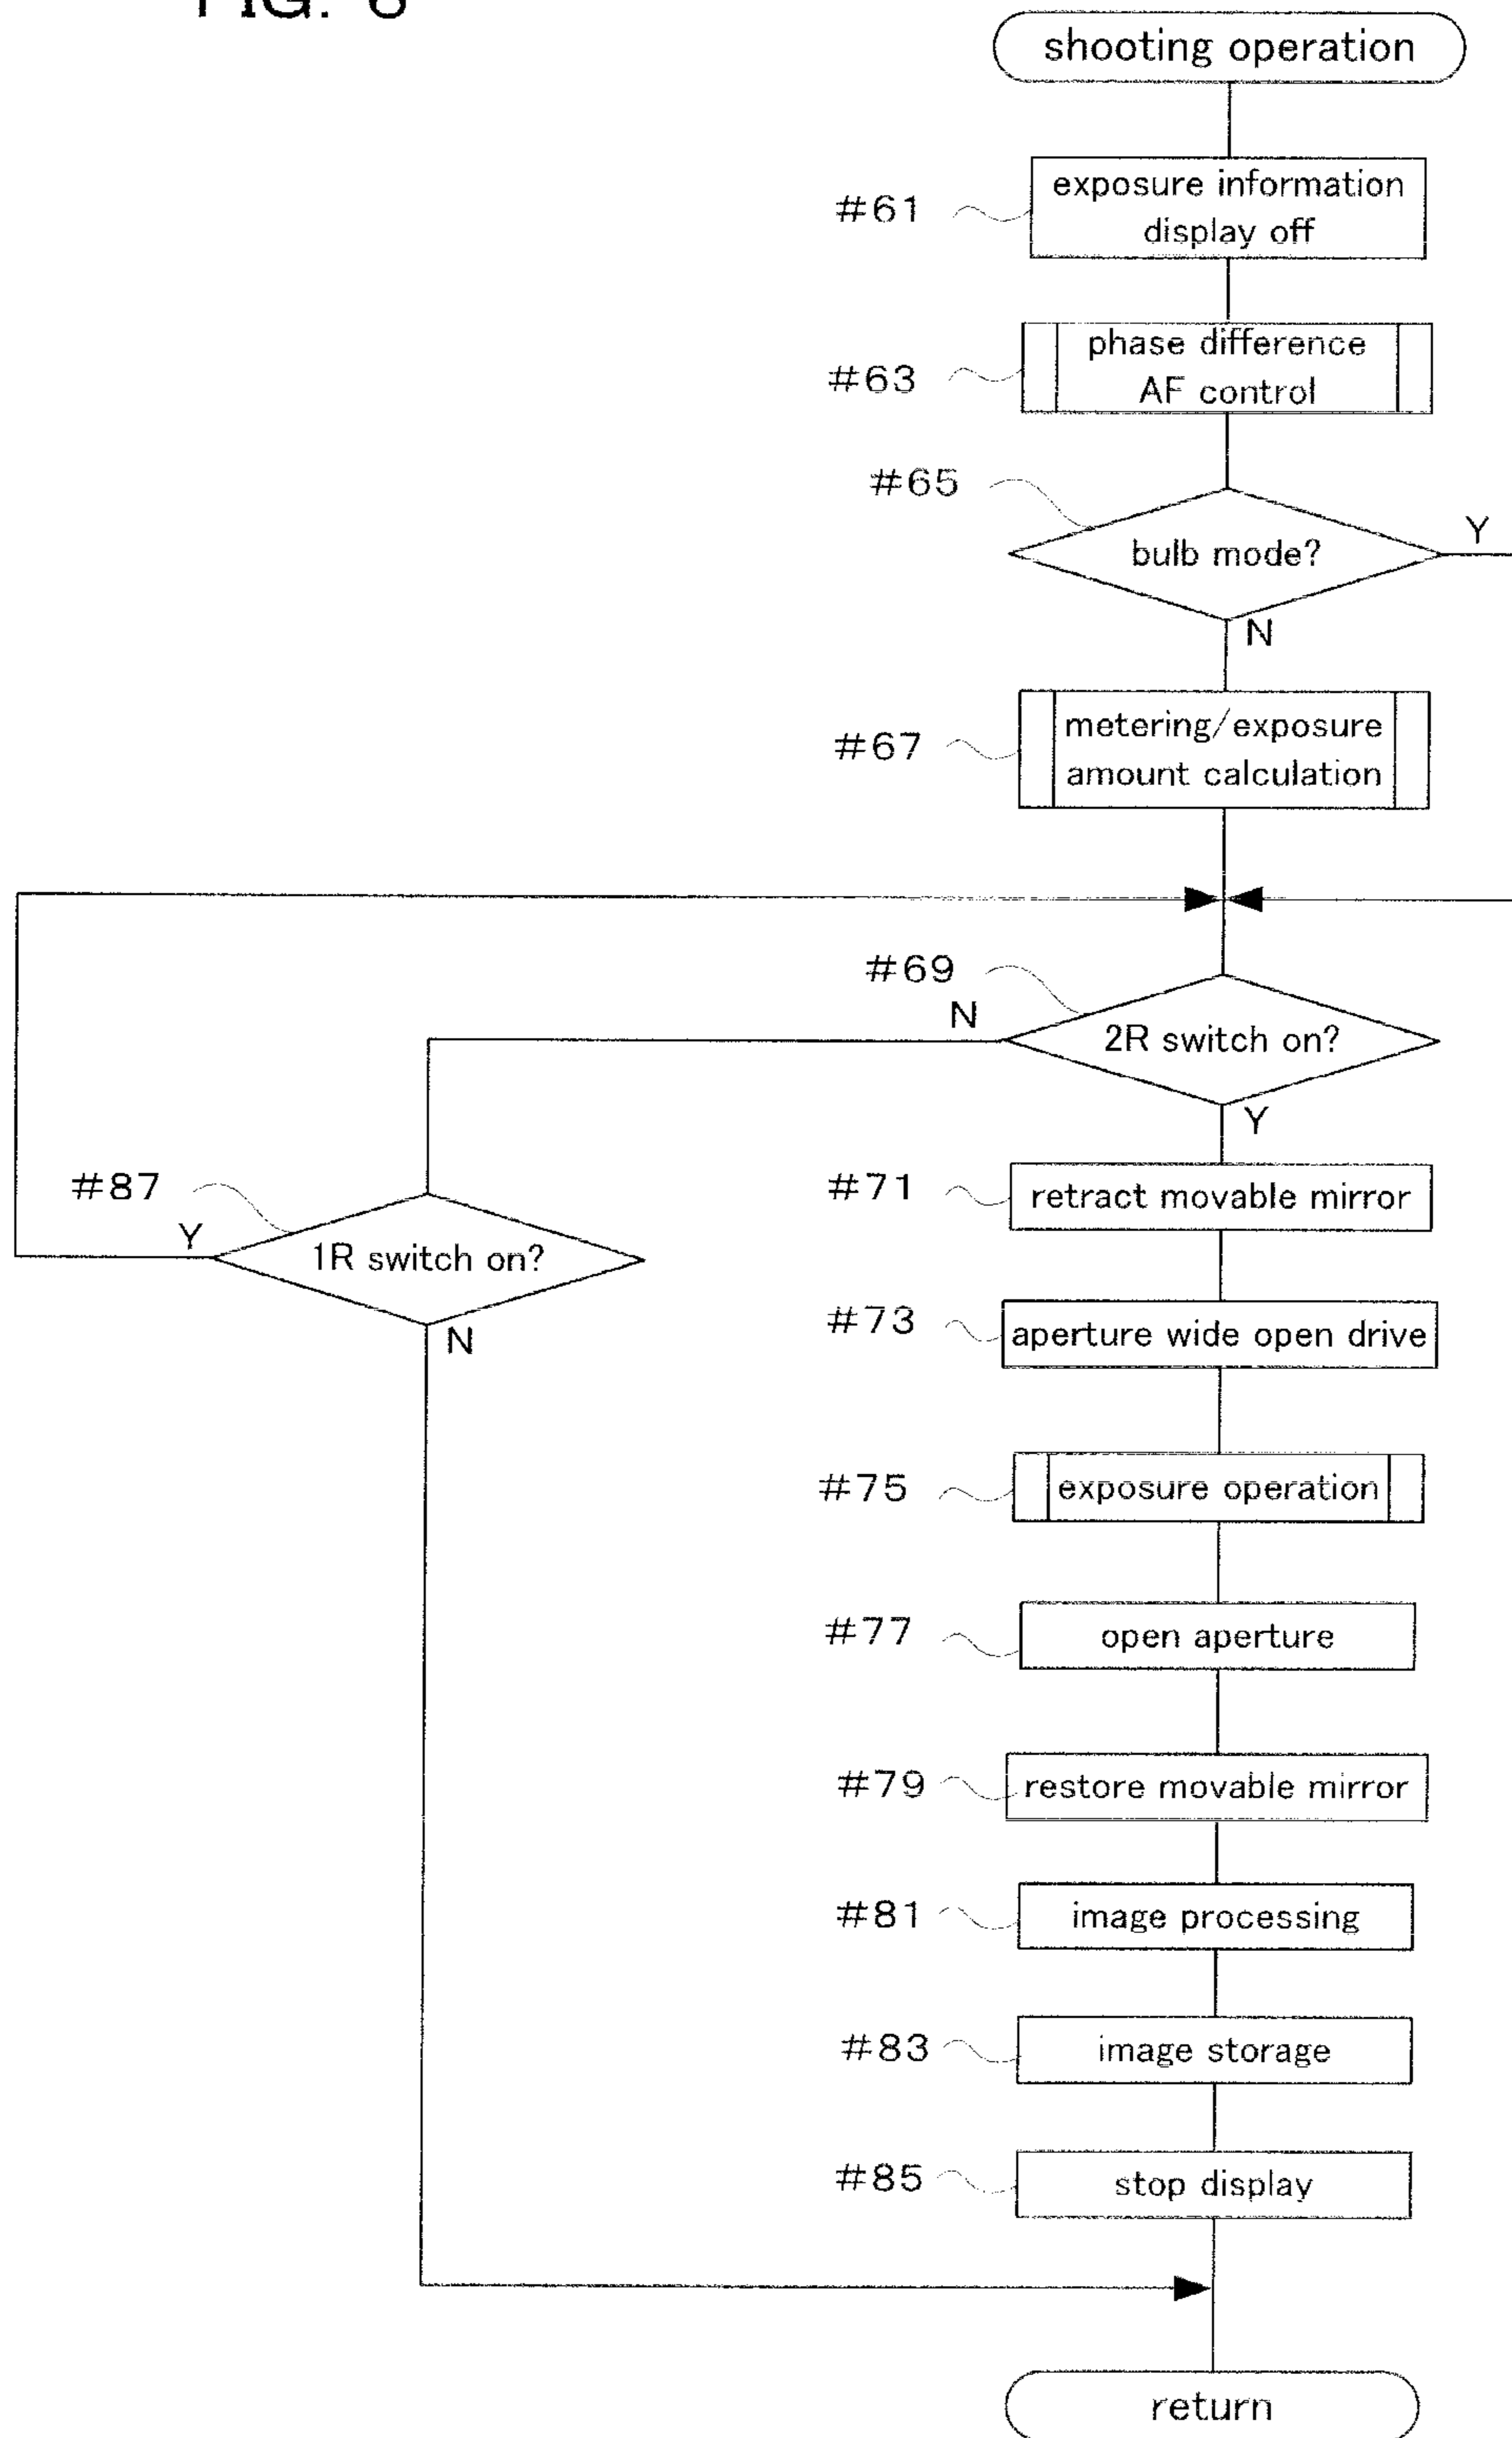 FIG. 6
shooting operation
#61
exposure information
display off
#63
phase difference
AF control
#65
bulb mode?
Y
N
#67
metering/exposure
amount calculation
#69
N
2R switch on?
Y
#87
Y
1R switch on?
N
#71
retract movable mirror
#73
aperture wide open drive
#75
exposure operation
#77
open aperture
#79
restore movable mirror
#81
image processing
#83
image storage
#85
stop display
return